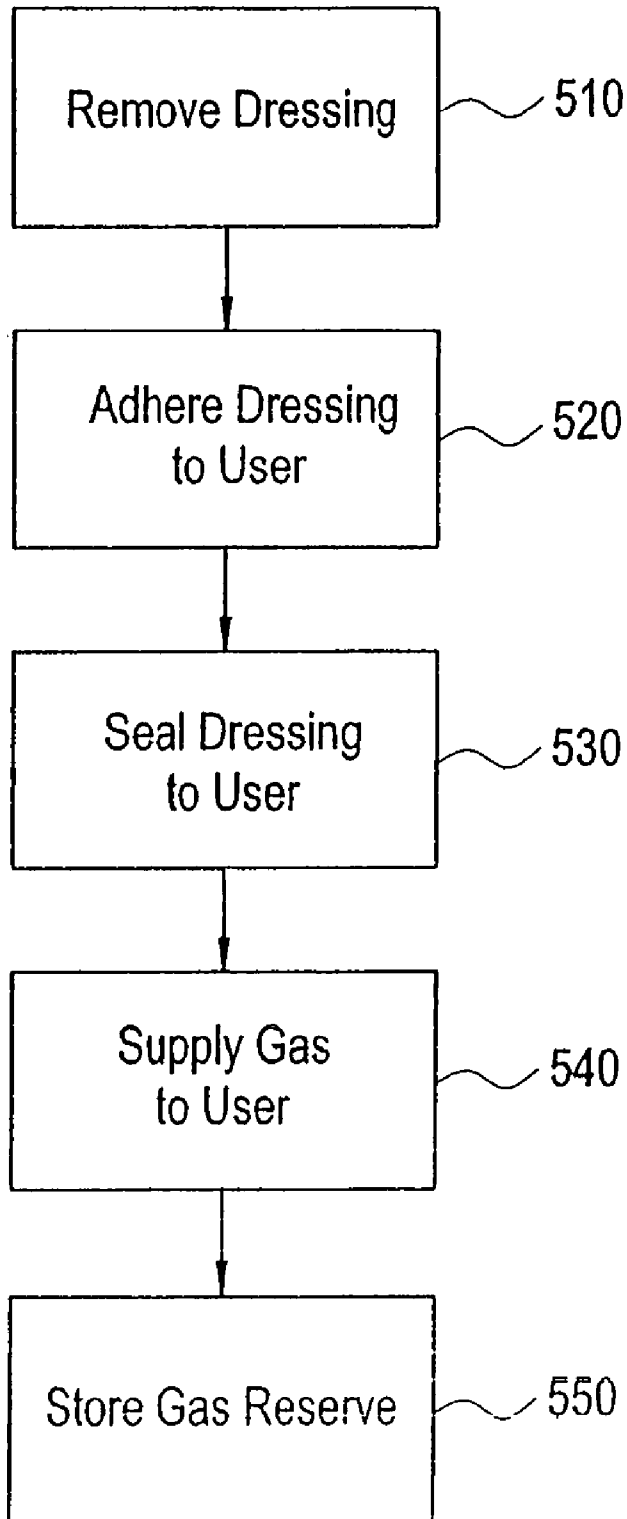 Remove Dressing
510
Adhere Dressing
to User
520
Seal Dressing
to User
530
Supply Gas
to User
540
Store Gas Reserve
550